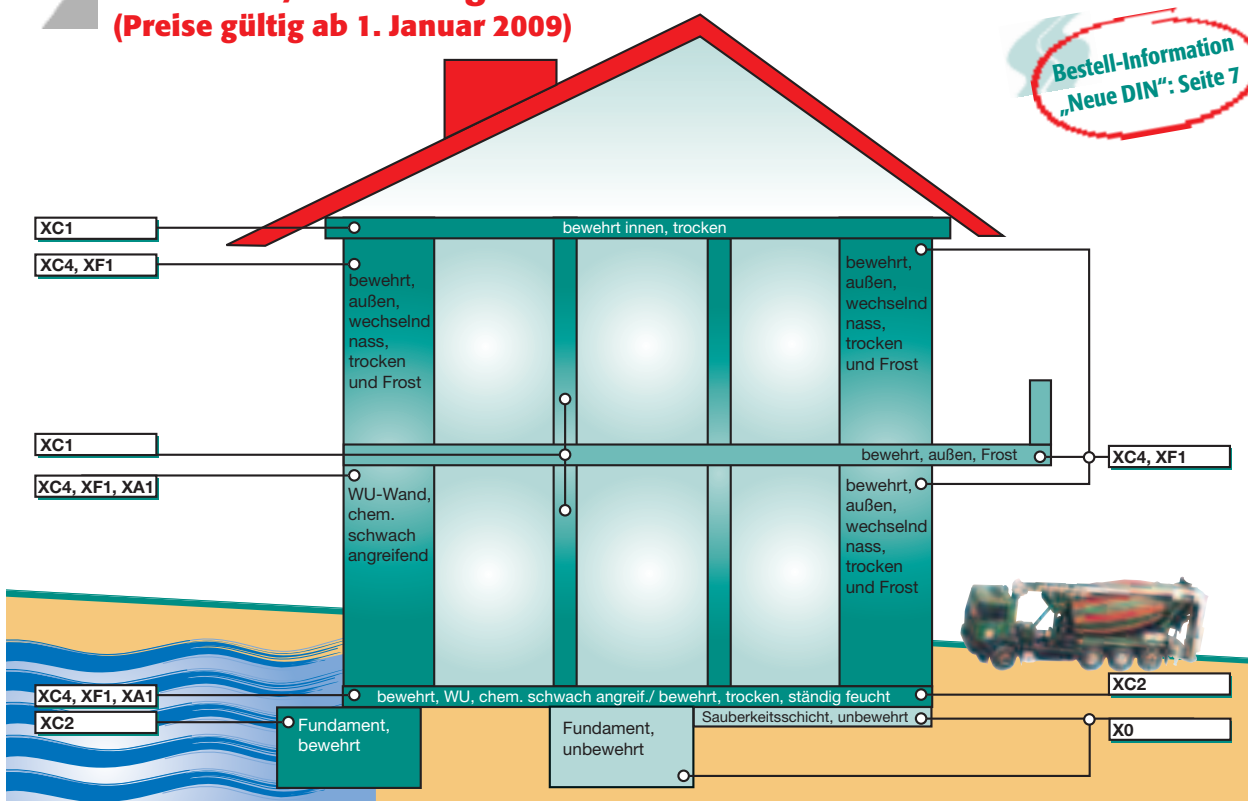 (Preise gültig ab 1. Januar 2009)
Bestell-Information
„Neue DIN“: Seite 7
XC1
bewehrt innen, trocken
XC4, XF1
bewehrt,
außen,
wechselnd
nass,
trocken
und Frost
bewehrt,
außen,
wechselnd
nass,
trocken
und Frost
XC1
bewehrt, außen, Frost
XC4, XF1
XC4, XF1, XA1
WU-Wand,
chem.
schwach
angreifend
bewehrt,
außen,
wechselnd
nass,
trocken
und Frost
XC4, XF1, XA1
bewehrt, WU, chem. schwach angreif./ bewehrt, trocken, ständig feucht
XC2
XC2
Fundament,
bewehrt
Fundament,
unbewehrt
Sauberkeitsschicht, unbewehrt
X0